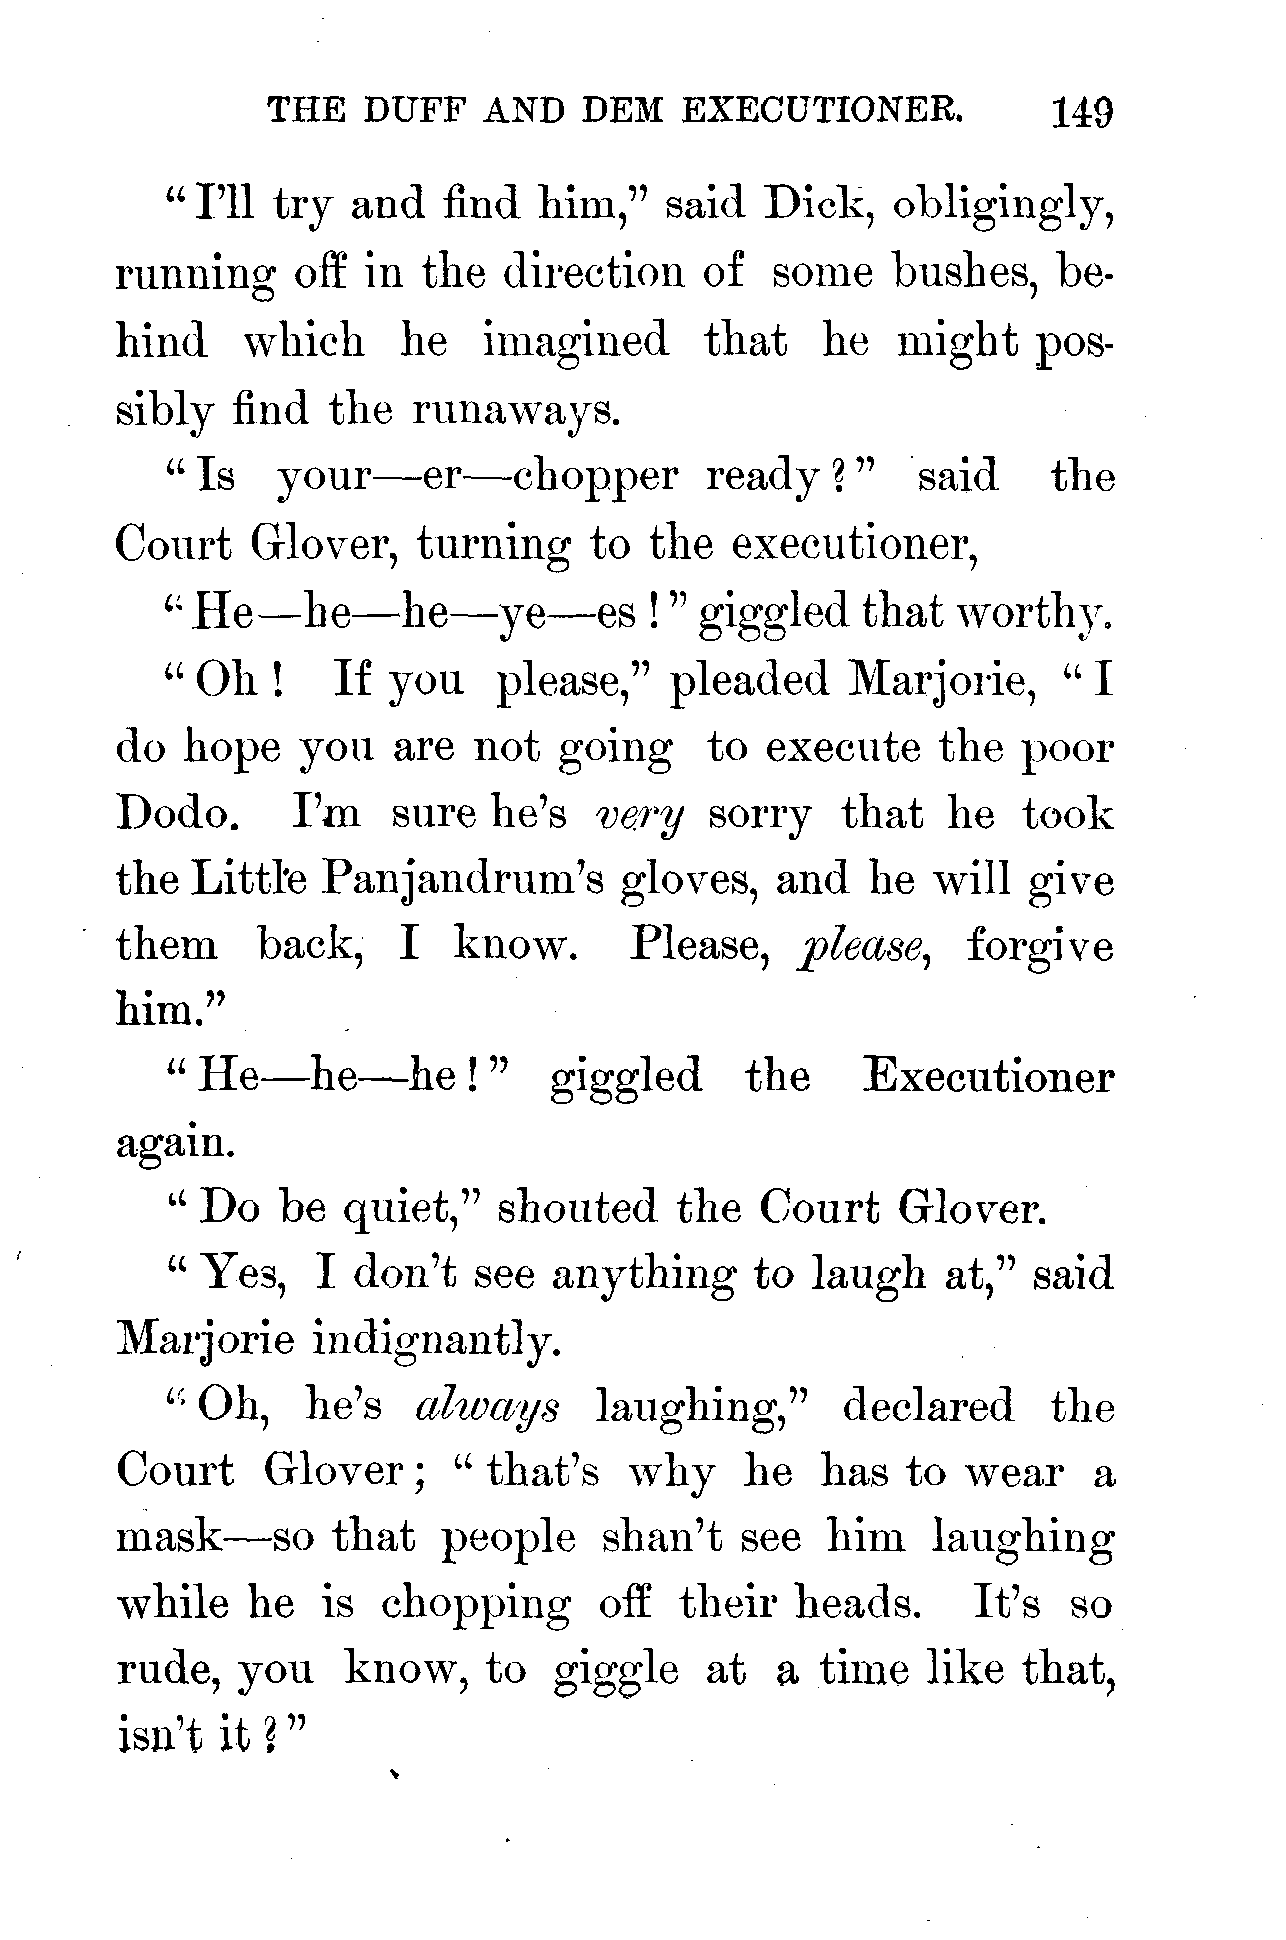 THE DUFF AND DEM EXECUTIONER. 149
"I'll try and find him," said Dick, obligingly,
running off in the direction of some bushes, be-
hind which he imagined that he might pos-
sibly find the runaways.
"Is your—er—chopper ready?" said the
Court Glover, turning to the executioner,
"He—he—he—ye—es!" giggled that worthy.
"Oh! If you please," pleaded Marjorie, "I
do hope you are not going to execute the poor
Dodo. I'm sure he's very sorry that he took
the Little Panjandrum's gloves, and he will give
them back, I know. Please, please, forgive
him."
"He—he—he!" giggled the Executioner
again.
"Do be quiet," shouted the Court Glover.
"Yes, I don't see anything to laugh at," said
Marjorie indignantly.
"Oh, he's always laughing," declared the
Court Glover; "that's why he has to wear a
mask—so that people shan't see him laughing
while he is chopping off their heads. It's so
rude, you know, to giggle at a time like that,
isn't it?"